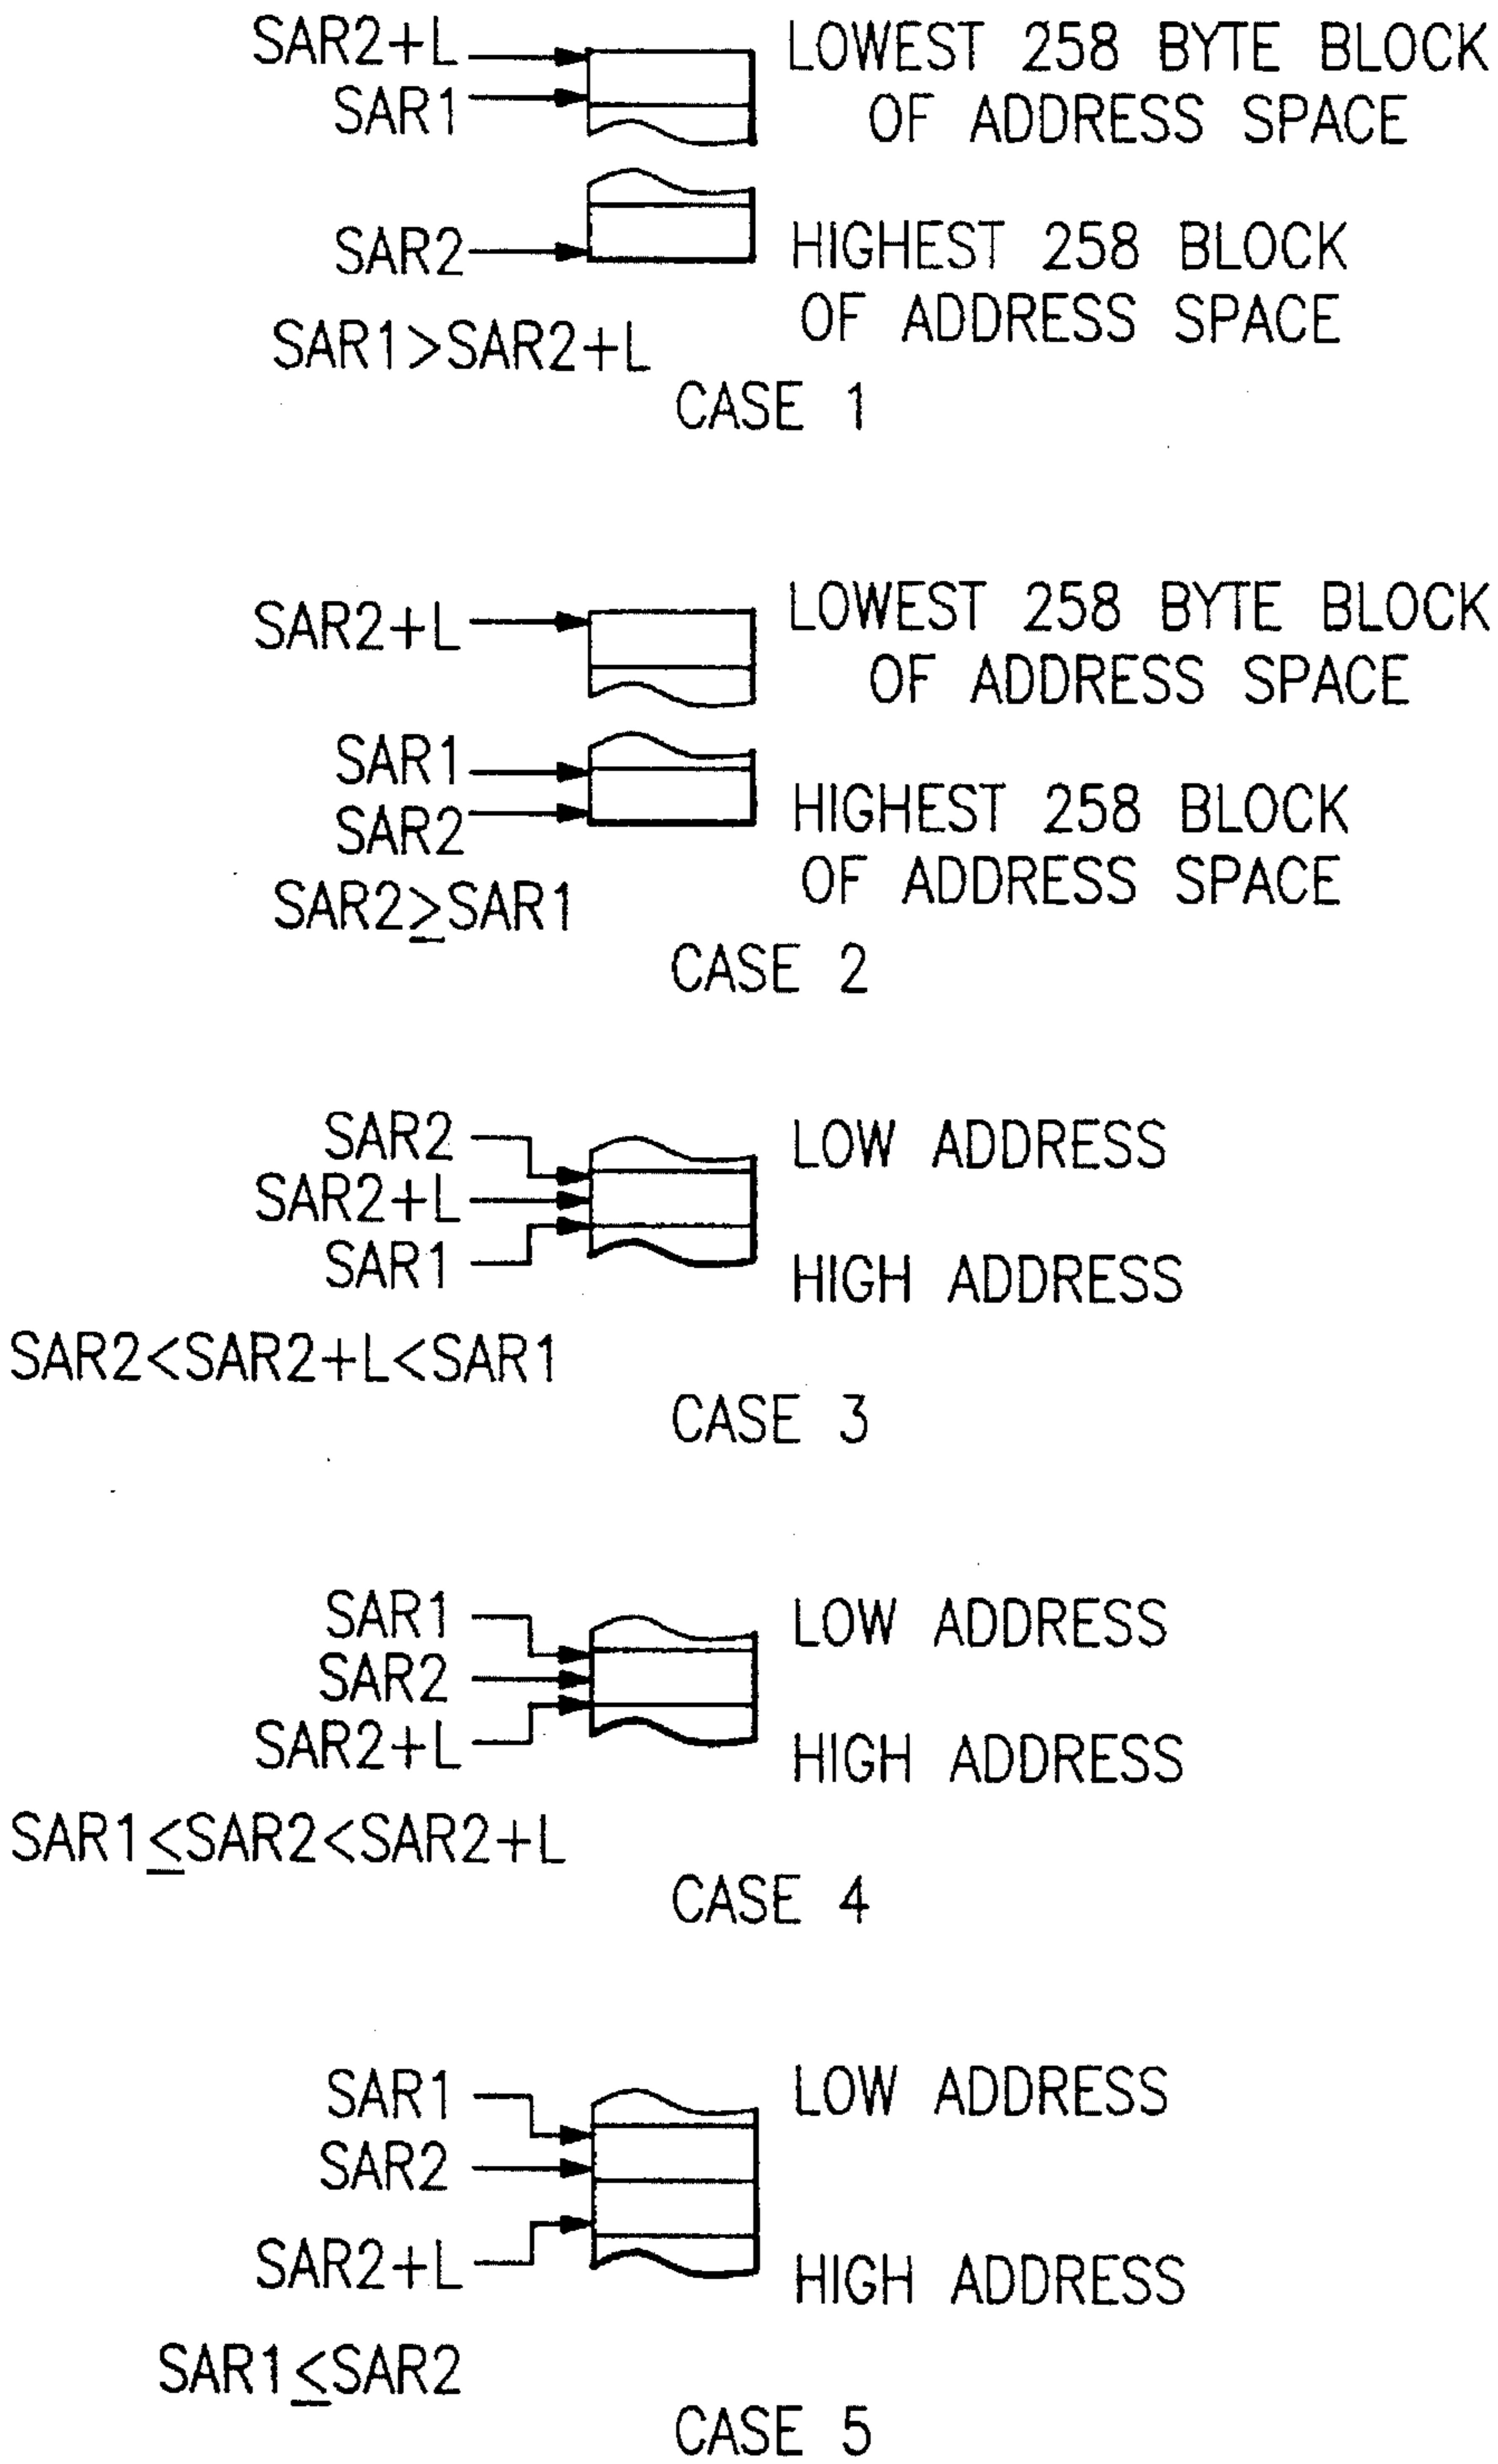 SAR2+L
LOWEST 258 BYTE BLOCK
SAR1
OF ADDRESS SPACE
SAR2
HIGHEST 258 BLOCK
OF ADDRESS SPACE
SAR1>SAR2+L
CASE 1
SAR2+L
LOWEST 258 BYTE BLOCK
OF ADDRESS SPACE
SAR1
SAR2
HIGHEST 258 BLOCK
OF ADDRESS SPACE
SAR2≥SAR1
CASE 2
SAR2
LOW ADDRESS
SAR2+L
SAR1
HIGH ADDRESS
SAR2<SAR2+L<SAR1
CASE 3
SAR1
LOW ADDRESS
SAR2
SAR2+L
HIGH ADDRESS
SAR1≤SAR2<SAR2+L
CASE 4
SAR1
LOW ADDRESS
SAR2
SAR2+L
HIGH ADDRESS
SAR1≤SAR2
CASE 5